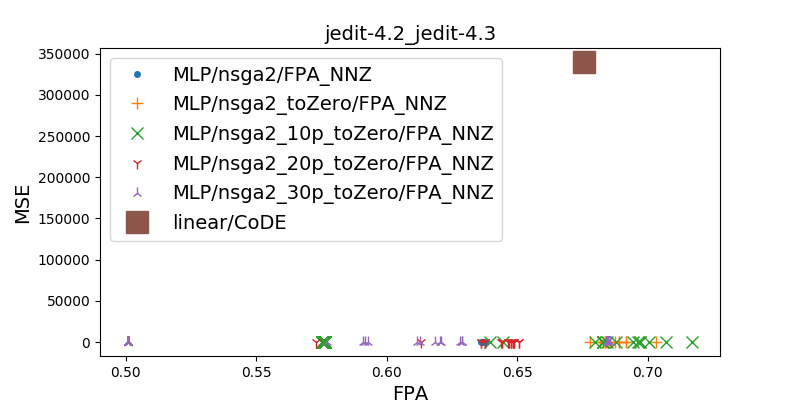 jedit-4.2_jedit-4.3
MSE
350000
300000
250000
200000
150000
100000
50000
0
MLP/nsga2/FPA_NNZ
MLP/nsga2_toZero/FPA_NNZ
MLP/nsga2_10p_toZero/FPA_NNZ
MLP/nsga2_20p_toZero/FPA_NNZ
MLP/nsga2_30p_toZero/FPA_NNZ
linear/CoDE
0.50 0.55 0.60 0.65 0.70
FPA